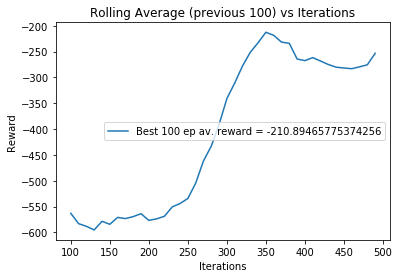 Rolling Average (previous 100) vs Iterations
−200
−250
−300
−350
−400
−450
−500
−550
−600
Reward
Best 100 ep av. reward = -210.89465775374256
100 150 200 250 300 350 400 450 500
Iterations